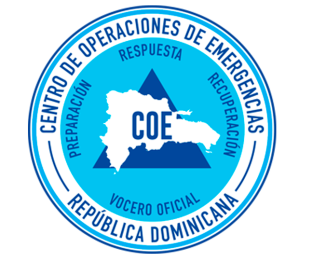 CENTRO DE OPERACIONES DE EMERGENCIAS
PREPARACIÓN
RESPUESTA
RECUPERACIÓN
COE
VOCERO OFICIAL
REPÚBLICA DOMINICANA